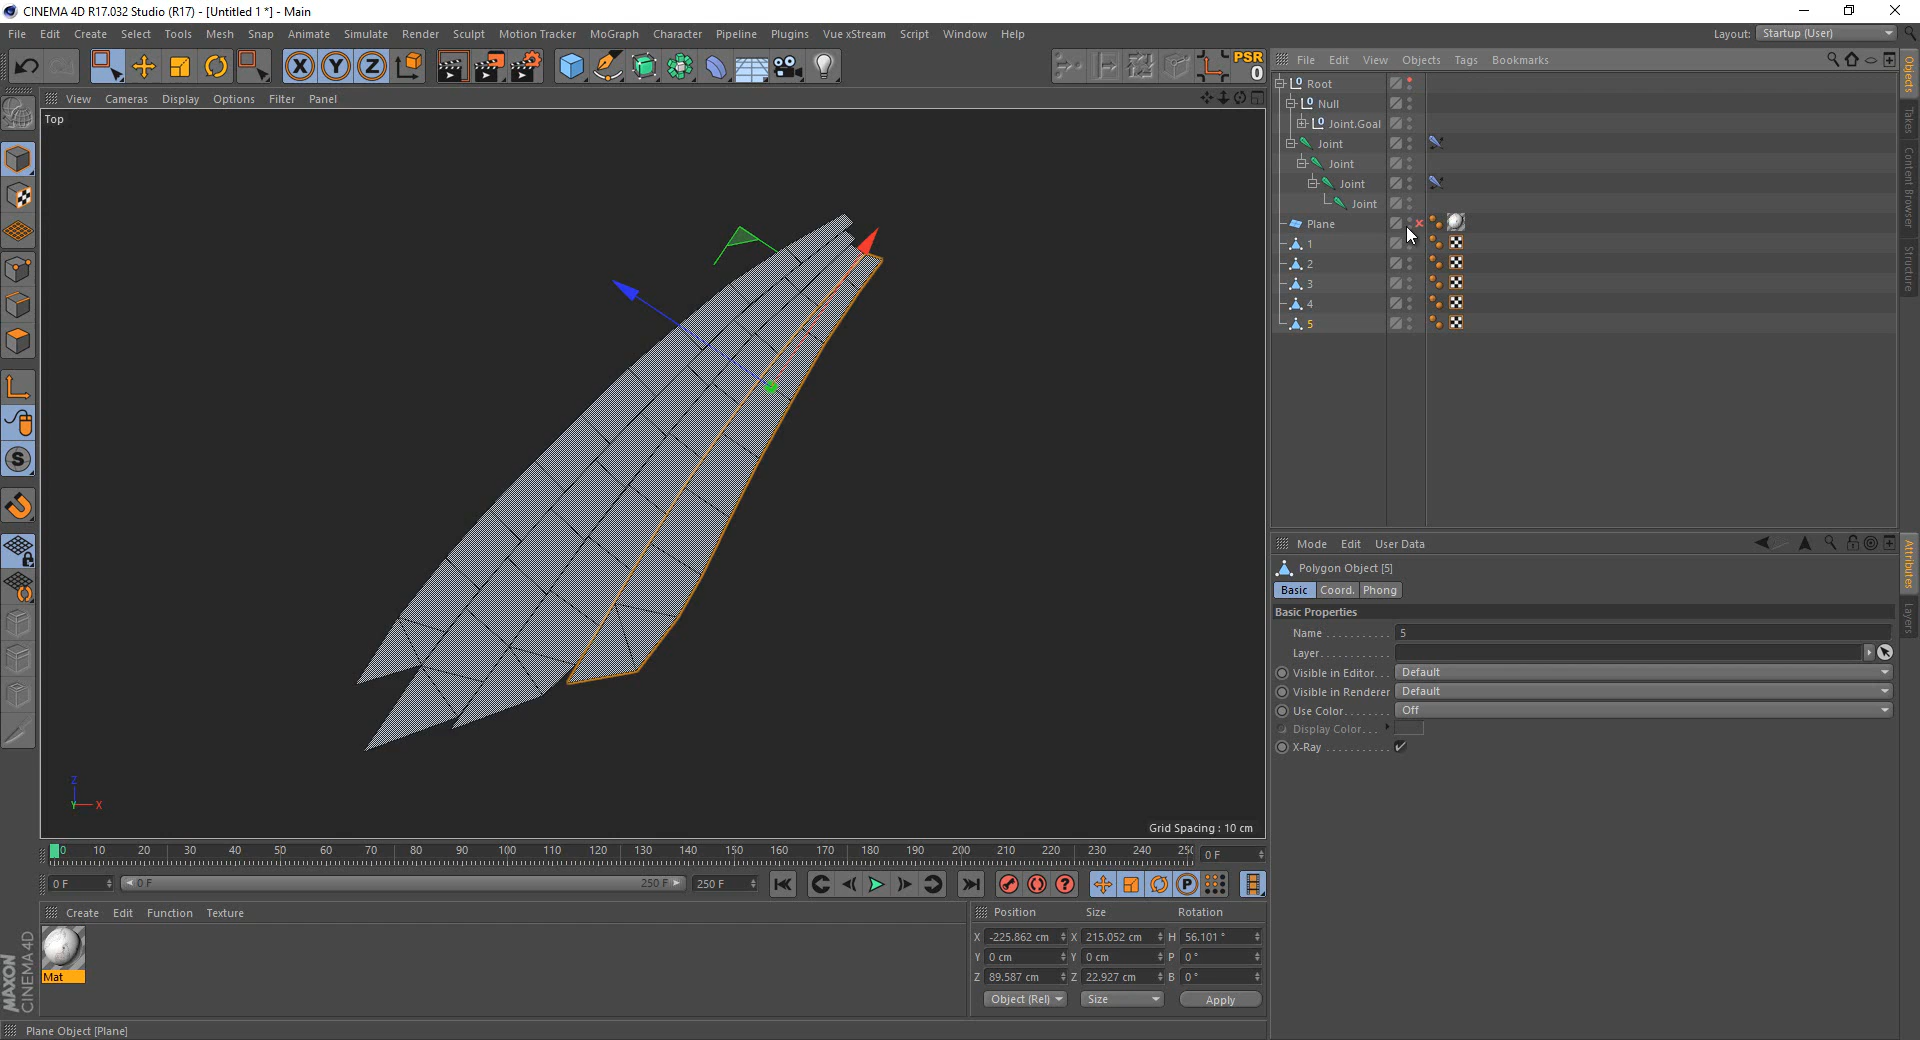 CINEMA 4D R17.032 Studio (R17) - [Untitled 1 *] - Main
File Edit Create Select Tools Mesh Snap Animate Simulate Render Sculpt Motion Tracker MoGraph Character Pipeline Plugins Vue xStream Script Window Help
Layout: Startup (User)
X Y Z
PSR
0
View Cameras Display Options Filter Panel
Top
File Edit View Objects Tags Bookmarks
Root
Null
Joint.Goal
Joint
Joint
Joint
Joint
Plane
1
2
3
4
5
Objects
Takes
Content Browser
Structure
S
Z
Y X
Grid Spacing : 10 cm
Mode Edit User Data
Polygon Object [5]
Basic Coord. Phong
Basic Properties
Name 5
Layer
Visible in Editor Default
Visible in Renderer Default
Use Color Off
Display Color
X-Ray
Attributes
Layers
0 10 20 30 40 50 60 70 80 90 100 110 120 130 140 150 160 170 180 190 200 210 220 230 240 250 0 F
0 F 0 F 250 F 250 F
P
Create Edit Function Texture
Mat
Position Size Rotation
X -225.862 cm X 215.052 cm H 56.101 °
Y 0 cm Y 0 cm P 0 °
Z 89.587 cm Z 22.927 cm B 0 °
Object (Rel) Size Apply
MAXON
CINEMA 4D
Plane Object [Plane]